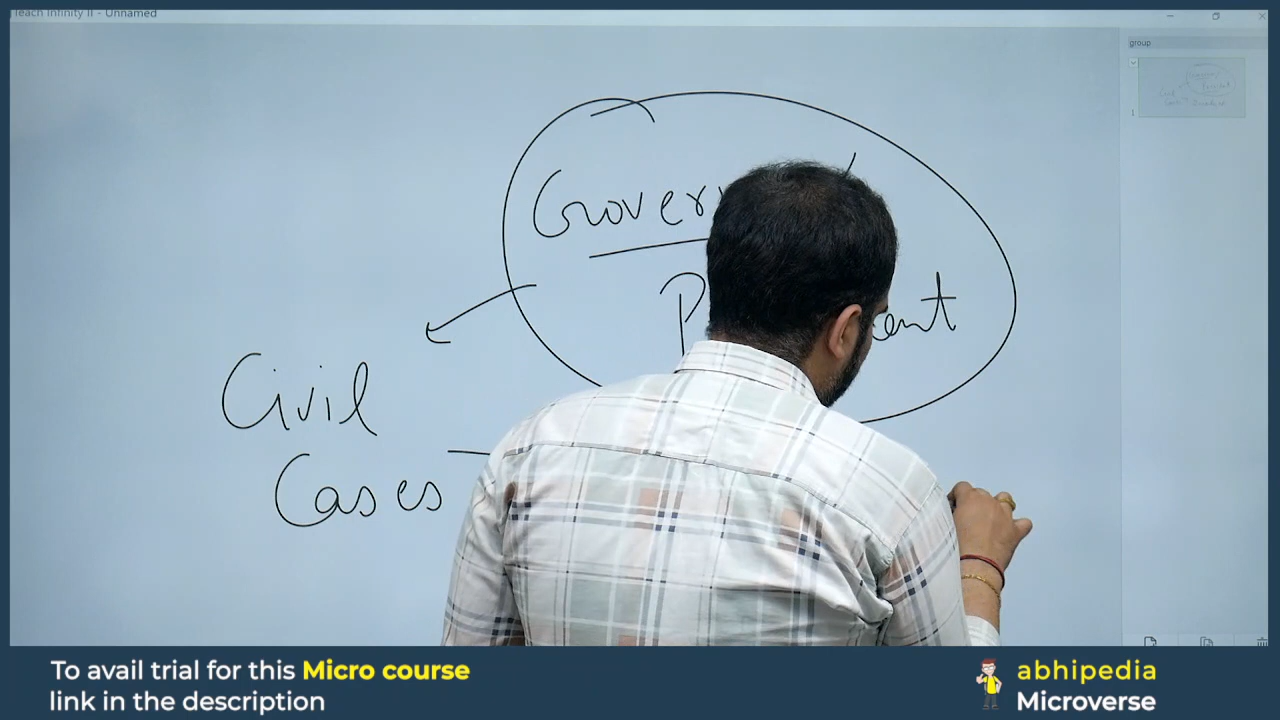 Teach Infinity II - Unnamed
group
Gover
P ent
Civil
Cases
1
To avail trial for this Micro course
link in the description
abhipedia
Microverse